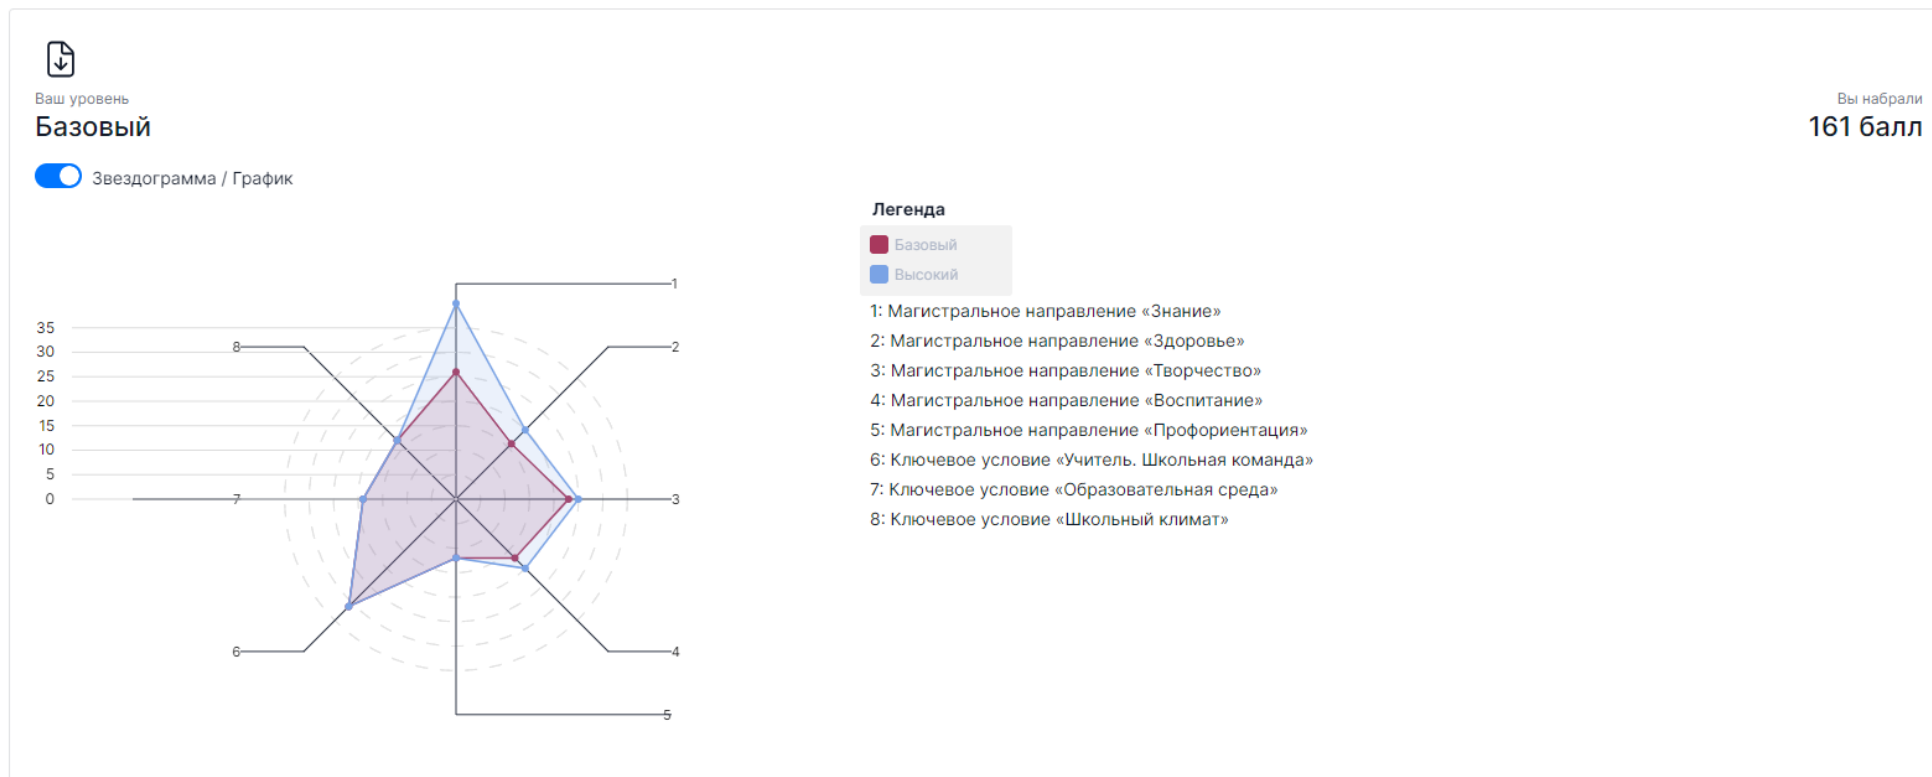 Ваш уровень
Базовый
Вы набрали
161 балл
Звездограмма / График
35
30
25
20
15
10
5
0
1
2
3
4
5
6
7
8
Легенда
Базовый
Высокий
1: Магистральное направление «Знание»
2: Магистральное направление «Здоровье»
3: Магистральное направление «Творчество»
4: Магистральное направление «Воспитание»
5: Магистральное направление «Профориентация»
6: Ключевое условие «Учитель. Школьная команда»
7: Ключевое условие «Образовательная среда»
8: Ключевое условие «Школьный климат»